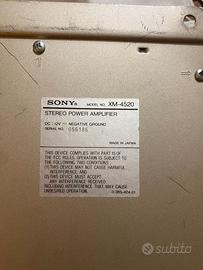 SONY MODEL NO. XM-4520
STEREO POWER AMPLIFIER
DC 12V NEGATIVE GROUND
SERIAL NO. 056186
MADE IN JAPAN
THIS DEVICE COMPLIES WITH PART 15 OF
THE FCC RULES. OPERATION IS SUBJECT TO
THE FOLLOWING TWO CONDITIONS:
(1) THIS DEVICE MAY NOT CAUSE HARMFUL
INTERFERENCE, AND
(2) THIS DEVICE MUST ACCEPT ANY
INTERFERENCE RECEIVED, INCLUDING
INTERFERENCE THAT MAY CAUSE
UNDESIRED OPERATION.
subito